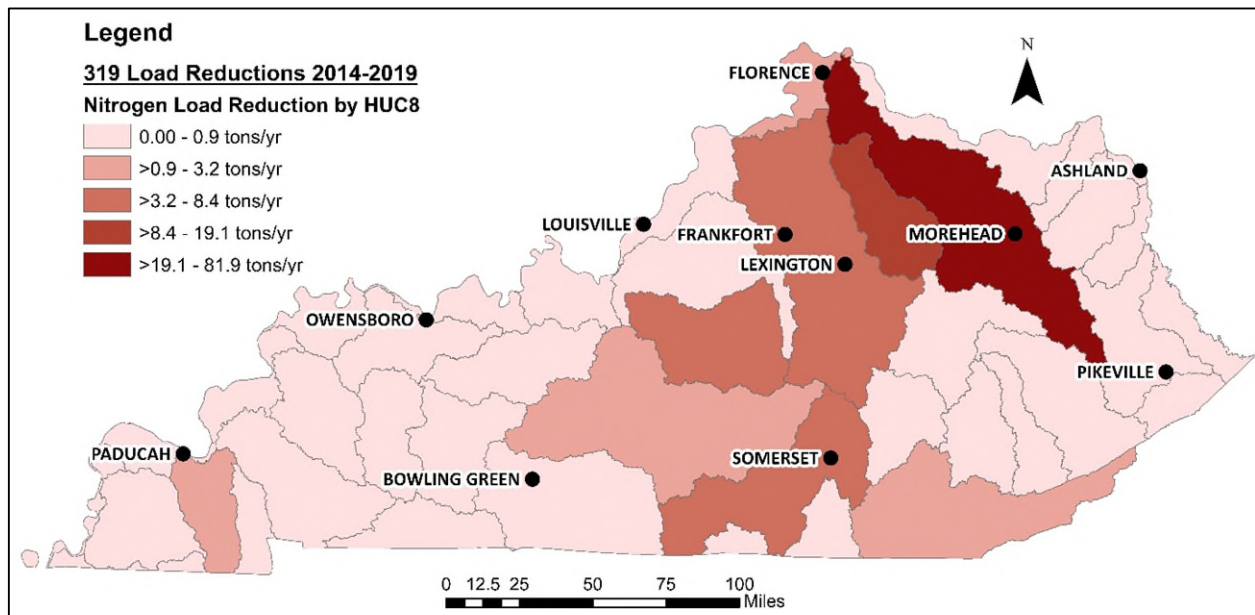 Legend
319 Load Reductions 2014-2019
Nitrogen Load Reduction by HUC8
0.00 - 0.9 tons/yr
>0.9 - 3.2 tons/yr
>3.2 - 8.4 tons/yr
>8.4 - 19.1 tons/yr
>19.1 - 81.9 tons/yr
N
FLORENCE
ASHLAND
LOUISVILLE
FRANKFORT
MOREHEAD
LEXINGTON
OWENSBORO
PIKEVILLE
PADUCAH
SOMERSET
BOWLING GREEN
0 12.5 25 50 75 100
Miles